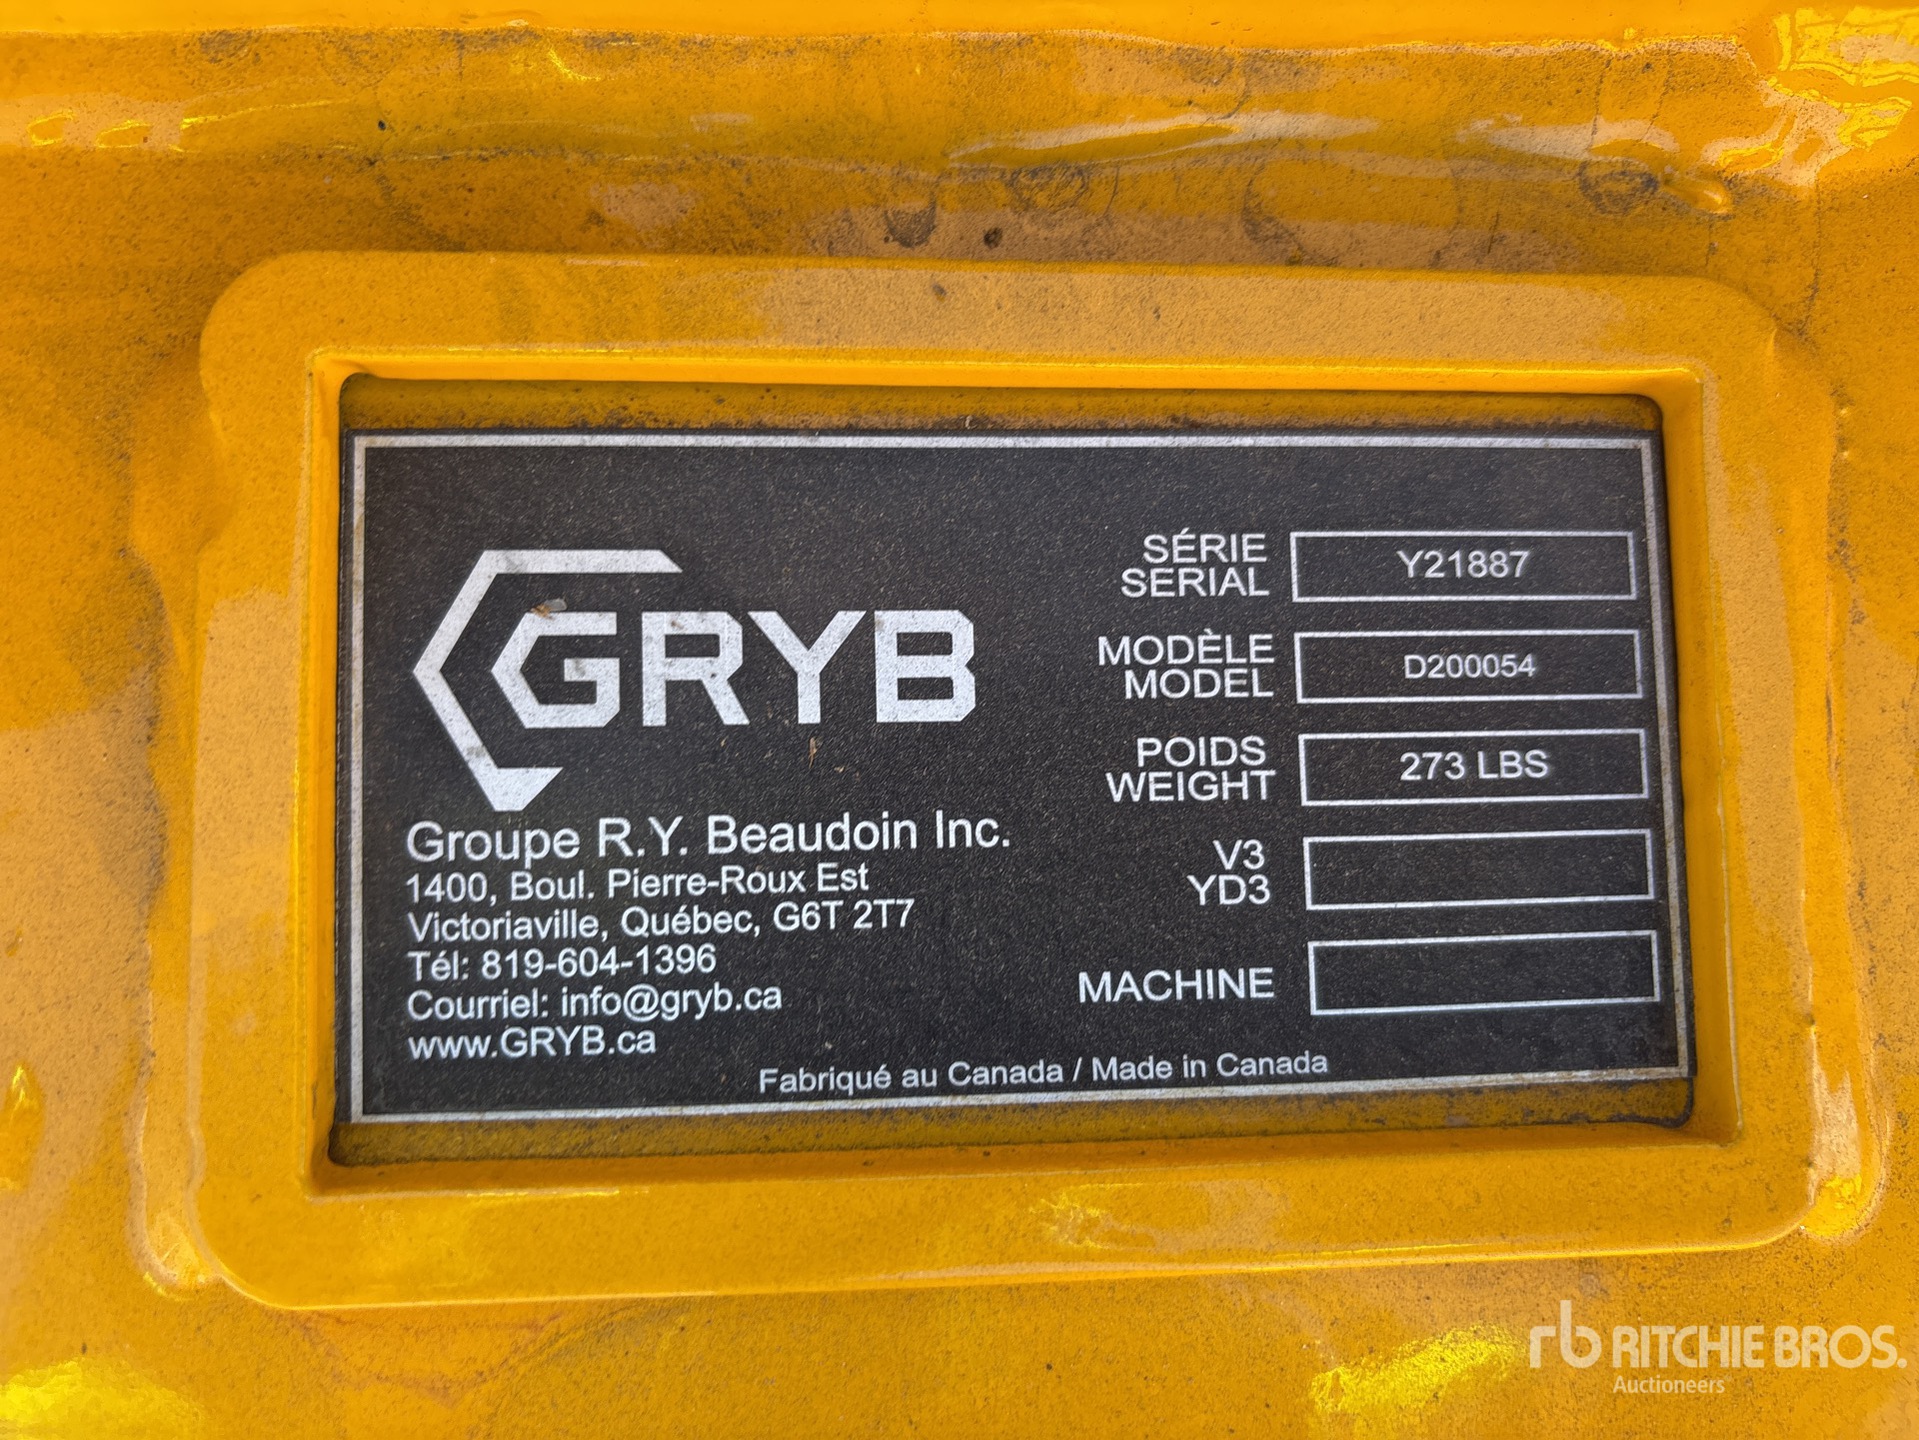 GRYB
Groupe R.Y. Beaudoin Inc.
1400, Boul. Pierre-Roux Est
Victoriaville, Québec, G6T 2T7
Tél: 819-604-1396
Courriel: info@gryb.ca
www.GRYB.ca
SÉRIE
SERIAL
Y21887
MODÈLE
MODEL
D200054
POIDS
WEIGHT
273 LBS
V3
YD3
MACHINE
Fabriqué au Canada / Made in Canada
rb RITCHIE BROS.
Auctioneers